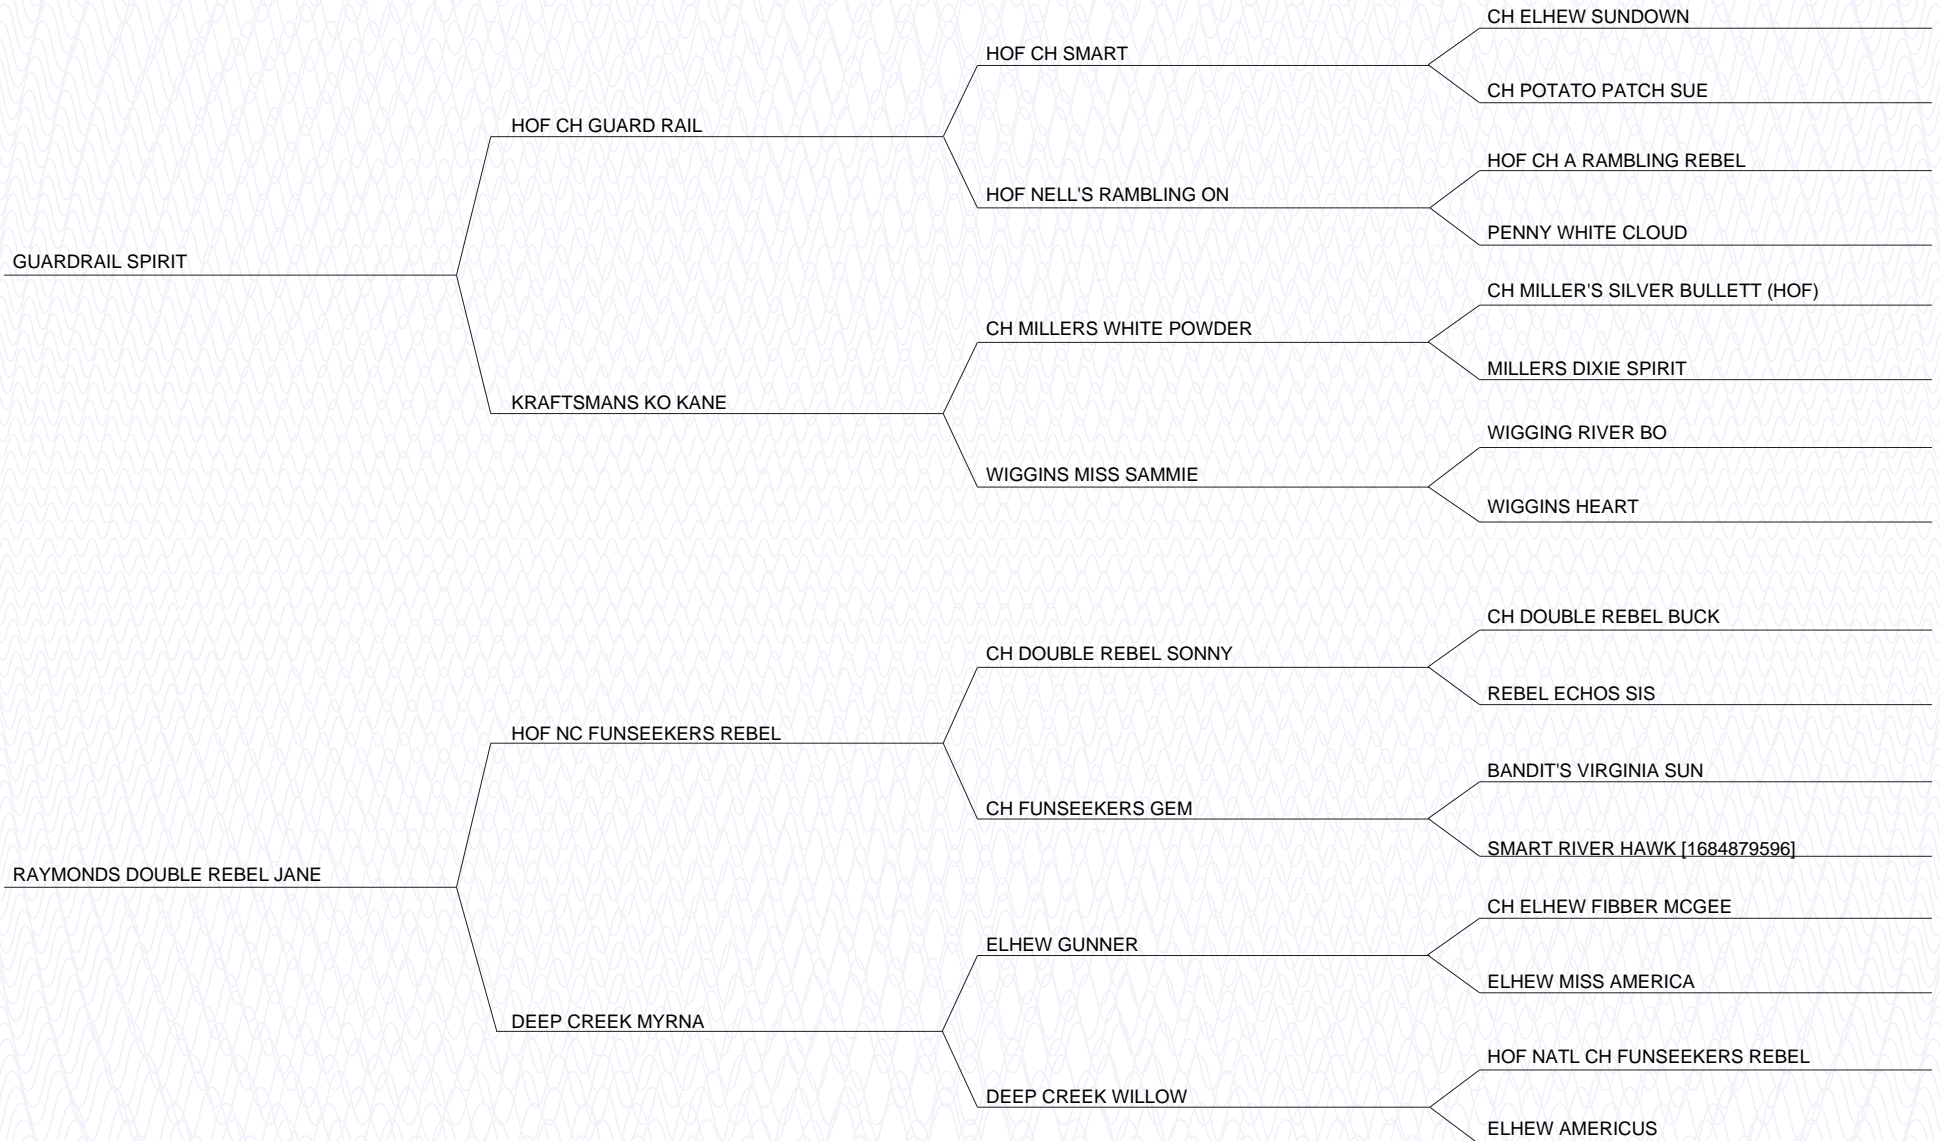 CH ELHEW SUNDOWN
HOF CH SMART
CH POTATO PATCH SUE
HOF CH GUARD RAIL
HOF CH A RAMBLING REBEL
HOF NELL'S RAMBLING ON
PENNY WHITE CLOUD
GUARDRAIL SPIRIT
CH MILLER'S SILVER BULLETT (HOF)
CH MILLERS WHITE POWDER
MILLERS DIXIE SPIRIT
KRAFTSMANS KO KANE
WIGGING RIVER BO
WIGGINS MISS SAMMIE
WIGGINS HEART
CH DOUBLE REBEL BUCK
CH DOUBLE REBEL SONNY
REBEL ECHOS SIS
HOF NC FUNSEEKERS REBEL
BANDIT'S VIRGINIA SUN
CH FUNSEEKERS GEM
SMART RIVER HAWK [1684879596]
RAYMONDS DOUBLE REBEL JANE
CH ELHEW FIBBER MCGEE
ELHEW GUNNER
ELHEW MISS AMERICA
DEEP CREEK MYRNA
HOF NATL CH FUNSEEKERS REBEL
DEEP CREEK WILLOW
ELHEW AMERICUS